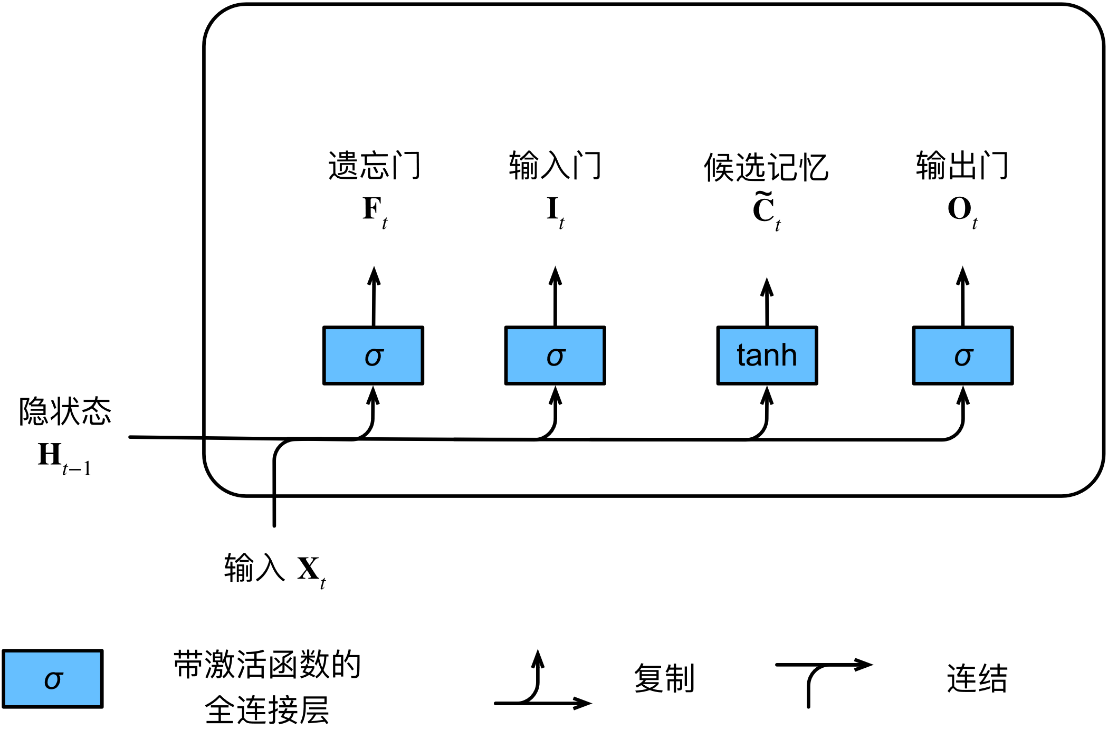 遗忘门 输入门 候选记忆 输出门
F_t I_t C̃_t O_t
σ σ tanh σ
隐状态
H_{t−1}
输入 X_t
σ 带激活函数的 复制 连结
全连接层